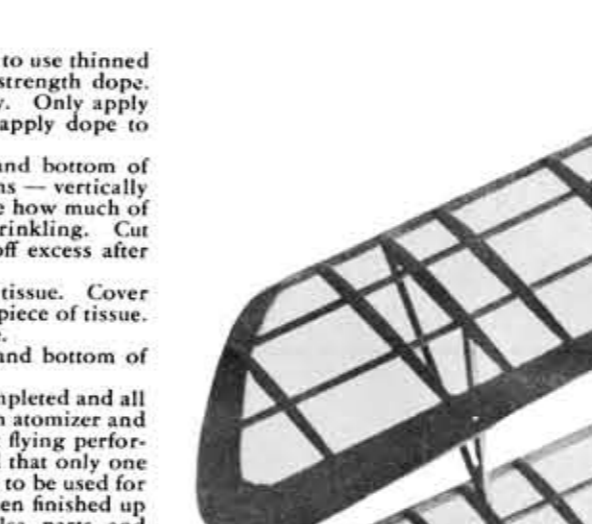 to use thinned
strength dope.
y. Only apply
apply dope to
and bottom of
ns — vertically
e how much of
rinkling. Cut
off excess after
tissue. Cover
piece of tissue.
.
and bottom of
mpleted and all
n atomizer and
flying perfor-
that only one
to be used for
en finished up